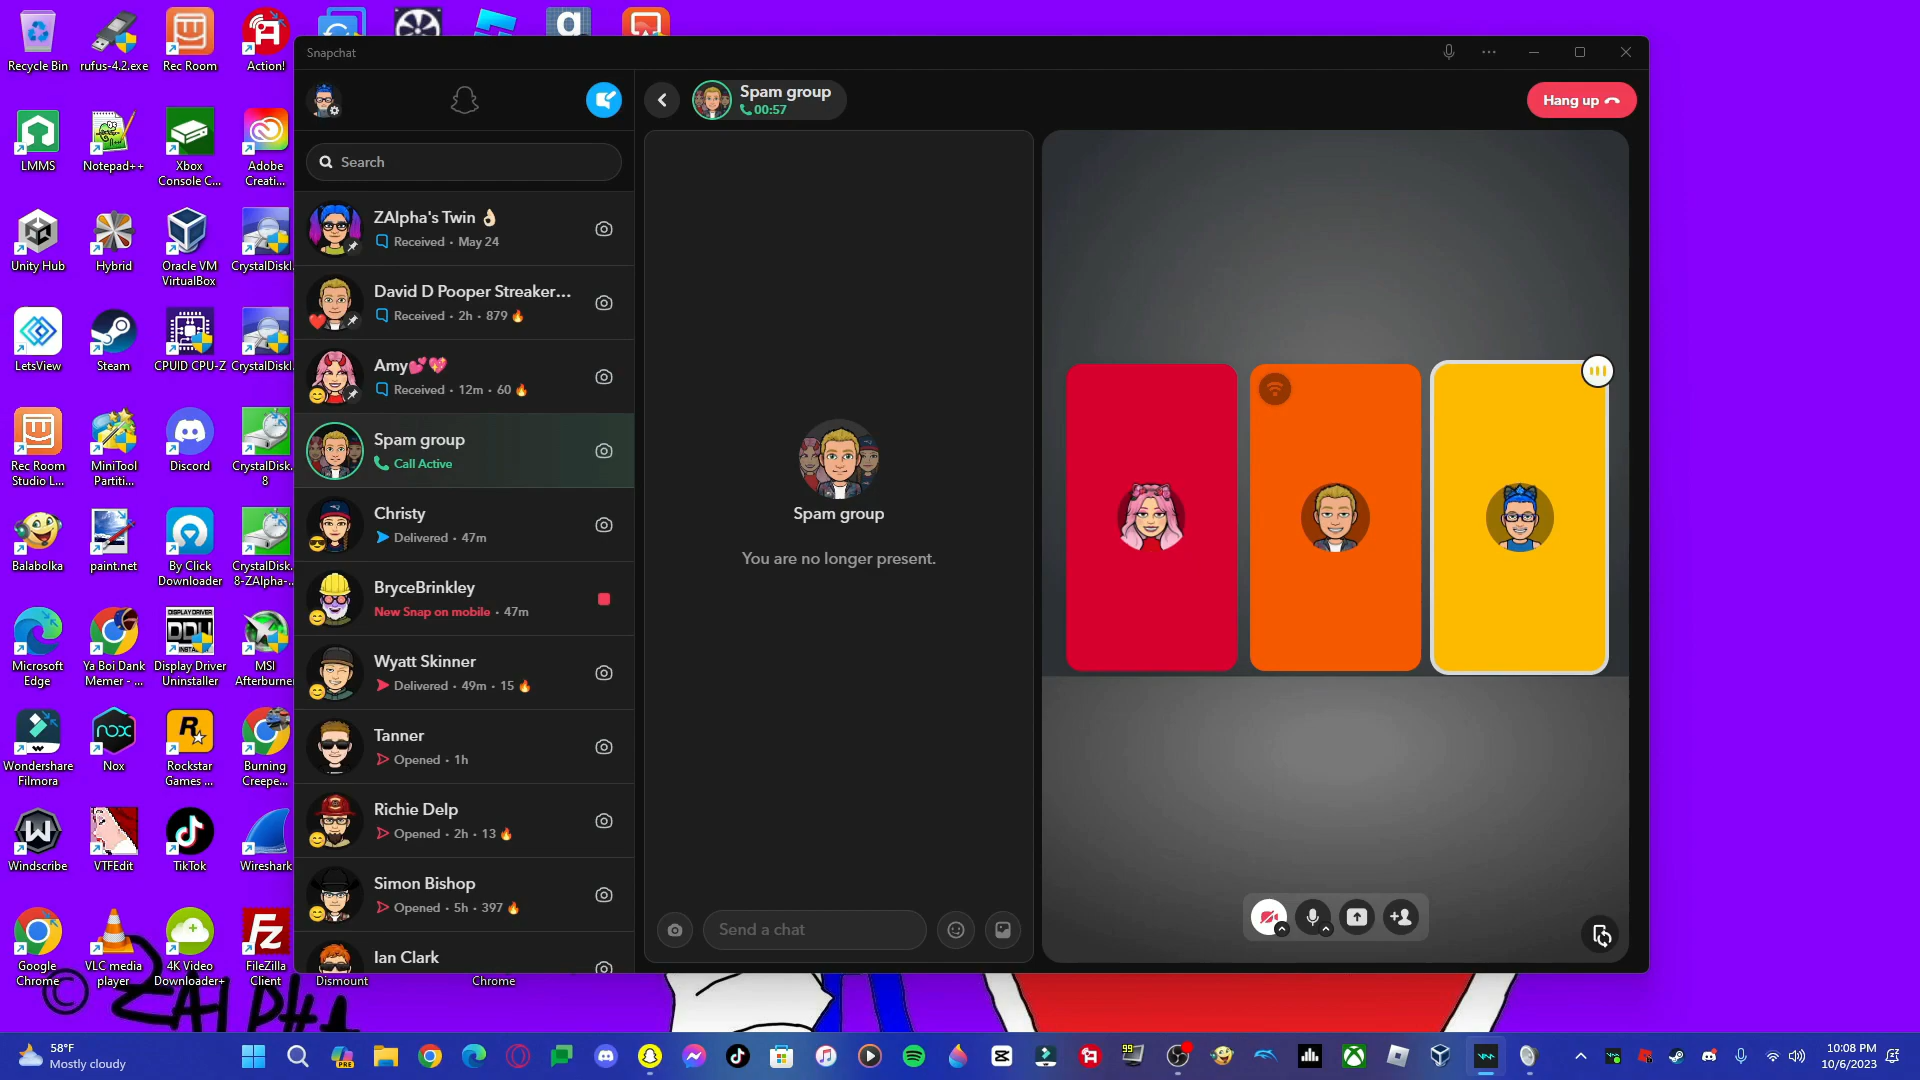 Recycle Bin
rufus-4.2.exe
Rec Room
Action!
LMMS
Notepad++
Xbox
Console C...
Adobe
Creati...
Unity Hub
Hybrid
Oracle VM
VirtualBox
CrystalDiskI.
LetsView
Steam
CPUID CPU-Z
CrystalDiskI.
Rec Room
Studio L...
MiniTool
Partiti...
Discord
CrystalDisk.
8
Balabolka
paint.net
By Click
Downloader
CrystalDisk.
8-ZAlpha-..
Microsoft
Edge
Ya Boi Dank
Memer - ...
Display Driver
Uninstaller
MSI
Afterburner
Wondershare
Filmora
Nox
Rockstar
Games ...
Burning
Creepe...
Windscribe
VTFEdit
TikTok
Wireshark
Google
Chrome
VLC media
player
4K Video
Downloader+
FileZilla
Client
Dismount
Chrome
© ZALPHA
Snapchat
Search
ZAlpha's Twin 👌🏻
Received • May 24
David D Pooper Streaker...
Received • 2h • 879 🔥
Amy💕💖
Received • 12m • 60 🔥
Spam group
Call Active
Christy
Delivered • 47m
BryceBrinkley
New Snap on mobile • 47m
Wyatt Skinner
Delivered • 49m • 15 🔥
Tanner
Opened • 1h
Richie Delp
Opened • 2h • 13 🔥
Simon Bishop
Opened • 5h • 397 🔥
Ian Clark
Spam group
00:57
Hang up
Spam group
You are no longer present.
Send a chat
58°F
Mostly cloudy
PRE
99
10:08 PM
10/6/2023